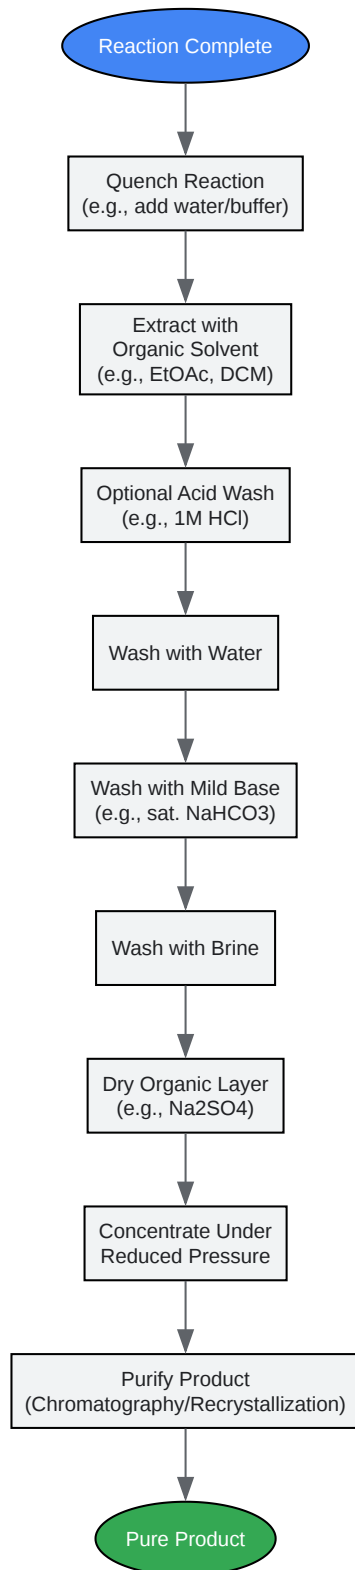 Reaction Complete
Quench Reaction
(e.g., add water/buffer)
Extract with
Organic Solvent
(e.g., EtOAc, DCM)
Optional Acid Wash
(e.g., 1M HCl)
Wash with Water
Wash with Mild Base
(e.g., sat. NaHCO3)
Wash with Brine
Dry Organic Layer
(e.g., Na2SO4)
Concentrate Under
Reduced Pressure
Purify Product
(Chromatography/Recrystallization)
Pure Product